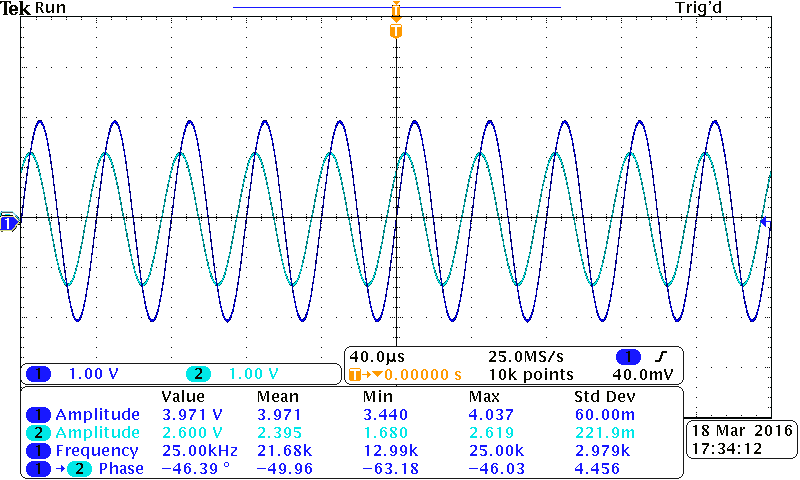 Tek Run Trig'd
T
T
1
1 1.00 V 2 1.00 V
40.0µs 25.0MS/s 1
T→▼0.00000 s 10k points 40.0mV
Value Mean Min Max Std Dev
1 Amplitude 3.971 V 3.971 3.440 4.037 60.00m
2 Amplitude 2.600 V 2.395 1.680 2.619 221.9m
1 Frequency 25.00kHz 21.68k 12.99k 25.00k 2.979k
1 → 2 Phase −46.39 ° −49.96 −63.18 −46.03 4.456
18 Mar 2016
17:34:12